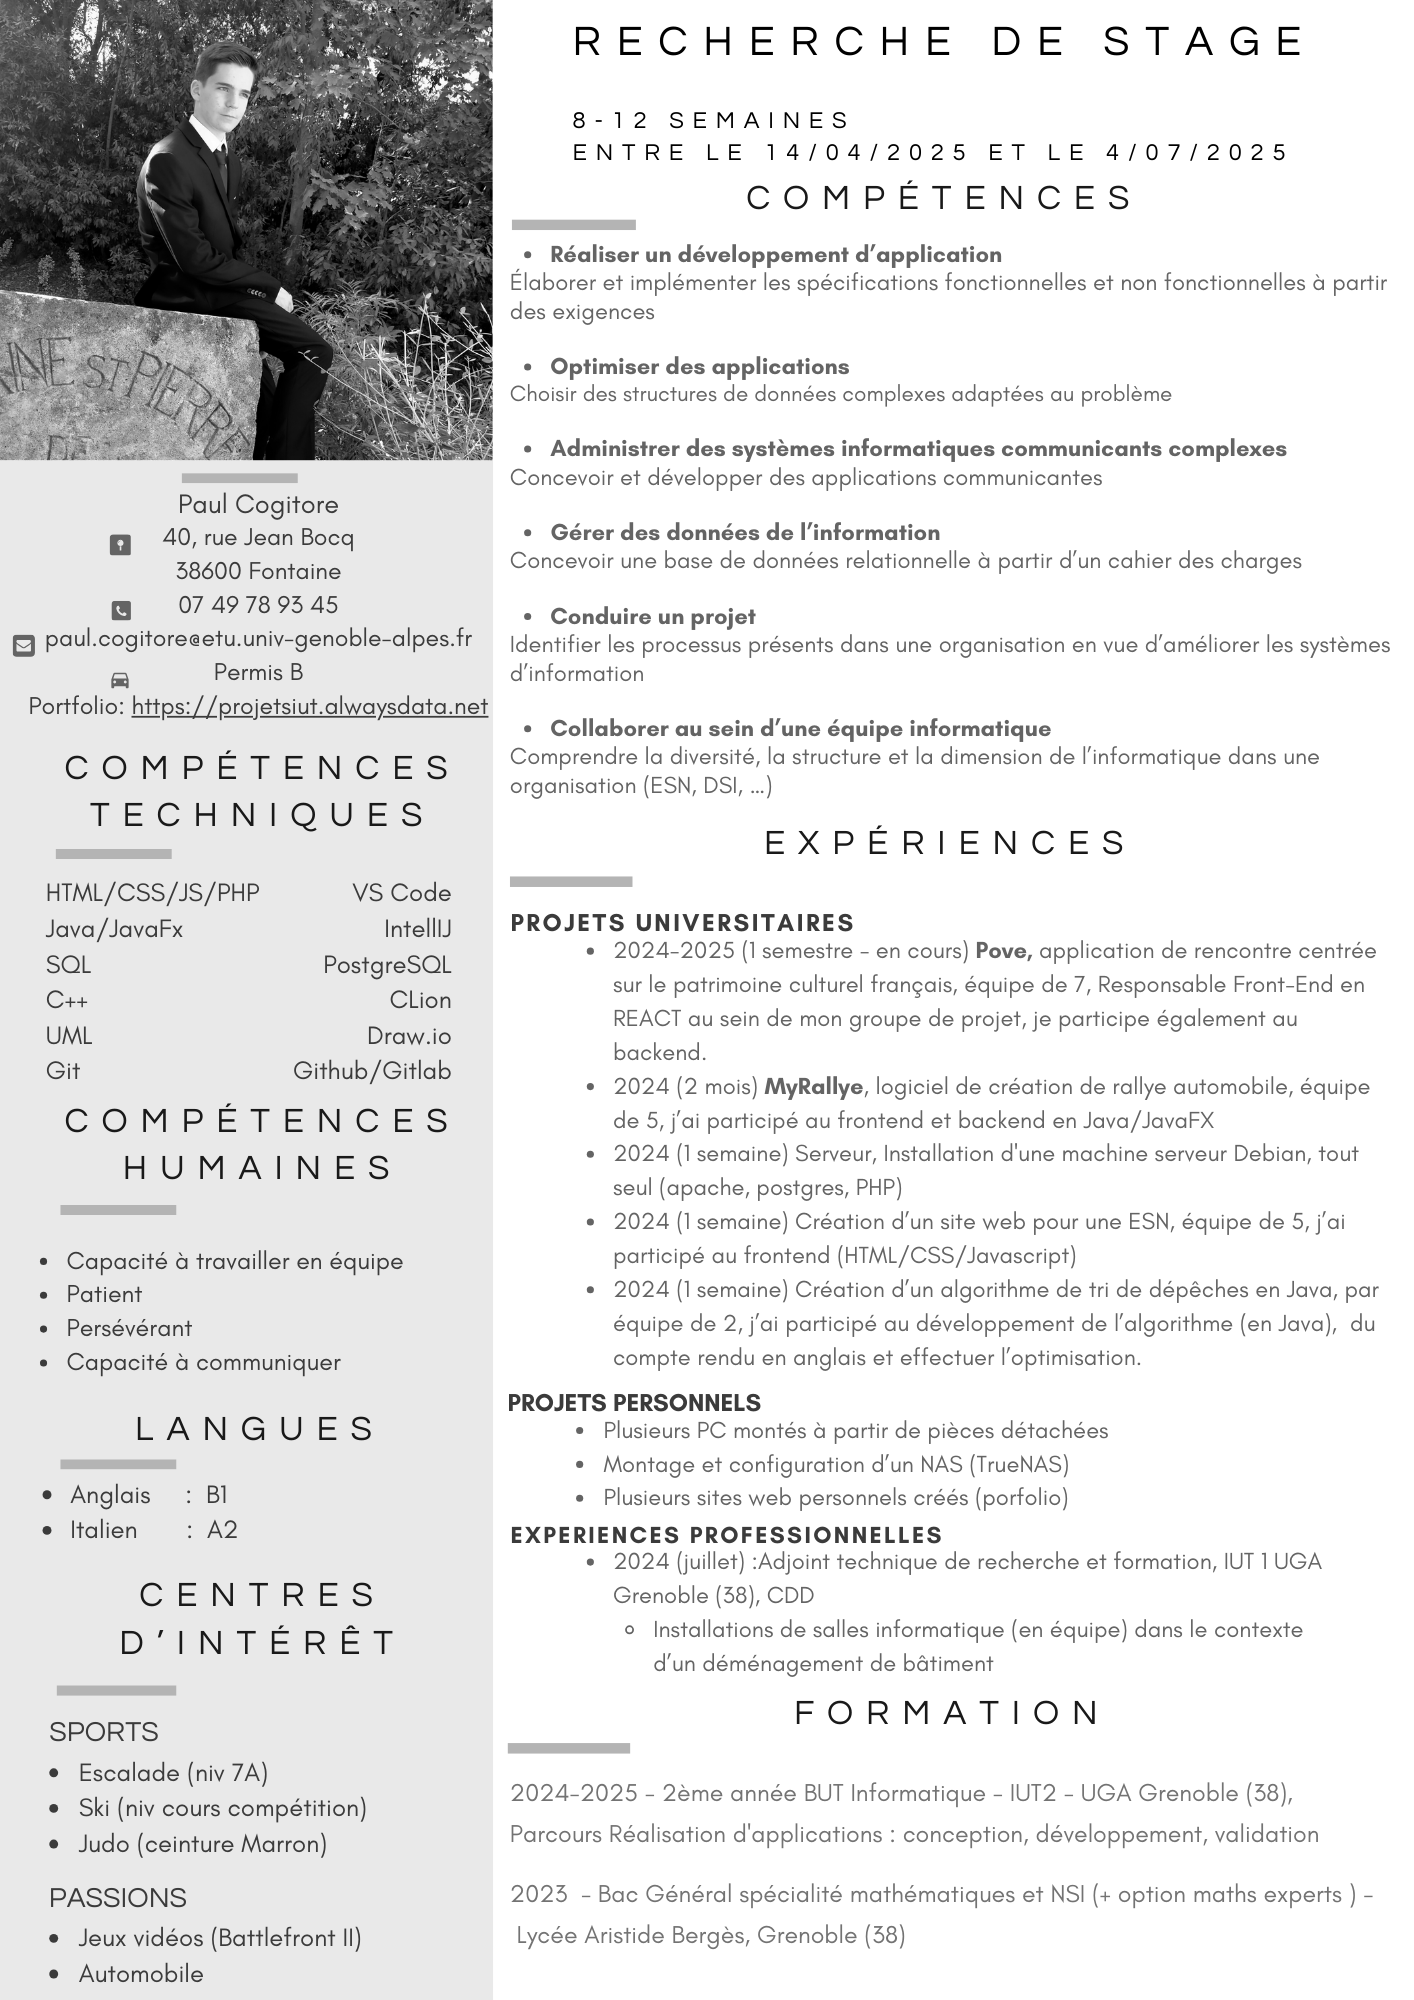 INE ST PIERRE
DE
Paul Cogitore
40, rue Jean Bocq
38600 Fontaine
07 49 78 93 45
paul.cogitore@etu.univ-genoble-alpes.fr
Permis B
Portfolio: https://projetsiut.alwaysdata.net
COMPÉTENCES
TECHNIQUES
HTML/CSS/JS/PHP VS Code
Java/JavaFx IntellIJ
SQL PostgreSQL
C++ CLion
UML Draw.io
Git Github/Gitlab
COMPÉTENCES
HUMAINES
• Capacité à travailler en équipe
• Patient
• Persévérant
• Capacité à communiquer
LANGUES
• Anglais : B1
• Italien : A2
CENTRES
D’INTÉRÊT
SPORTS
• Escalade (niv 7A)
• Ski (niv cours compétition)
• Judo (ceinture Marron)
PASSIONS
• Jeux vidéos (Battlefront II)
• Automobile
RECHERCHE DE STAGE
8-12 SEMAINES
ENTRE LE 14/04/2025 ET LE 4/07/2025
COMPÉTENCES
• Réaliser un développement d’application
Élaborer et implémenter les spécifications fonctionnelles et non fonctionnelles à partir
des exigences
• Optimiser des applications
Choisir des structures de données complexes adaptées au problème
• Administrer des systèmes informatiques communicants complexes
Concevoir et développer des applications communicantes
• Gérer des données de l’information
Concevoir une base de données relationnelle à partir d’un cahier des charges
• Conduire un projet
Identifier les processus présents dans une organisation en vue d’améliorer les systèmes
d’information
• Collaborer au sein d’une équipe informatique
Comprendre la diversité, la structure et la dimension de l’informatique dans une
organisation (ESN, DSI, …)
EXPÉRIENCES
PROJETS UNIVERSITAIRES
• 2024-2025 (1 semestre - en cours) Pove, application de rencontre centrée
sur le patrimoine culturel français, équipe de 7, Responsable Front-End en
REACT au sein de mon groupe de projet, je participe également au
backend.
• 2024 (2 mois) MyRallye, logiciel de création de rallye automobile, équipe
de 5, j’ai participé au frontend et backend en Java/JavaFX
• 2024 (1 semaine) Serveur, Installation d'une machine serveur Debian, tout
seul (apache, postgres, PHP)
• 2024 (1 semaine) Création d’un site web pour une ESN, équipe de 5, j’ai
participé au frontend (HTML/CSS/Javascript)
• 2024 (1 semaine) Création d’un algorithme de tri de dépêches en Java, par
équipe de 2, j’ai participé au développement de l’algorithme (en Java), du
compte rendu en anglais et effectuer l’optimisation.
PROJETS PERSONNELS
• Plusieurs PC montés à partir de pièces détachées
• Montage et configuration d’un NAS (TrueNAS)
• Plusieurs sites web personnels créés (porfolio)
EXPERIENCES PROFESSIONNELLES
• 2024 (juillet) :Adjoint technique de recherche et formation, IUT 1 UGA
Grenoble (38), CDD
◦ Installations de salles informatique (en équipe) dans le contexte
d’un déménagement de bâtiment
FORMATION
2024-2025 - 2ème année BUT Informatique - IUT2 - UGA Grenoble (38),
Parcours Réalisation d'applications : conception, développement, validation
2023 - Bac Général spécialité mathématiques et NSI (+ option maths experts ) -
Lycée Aristide Bergès, Grenoble (38)